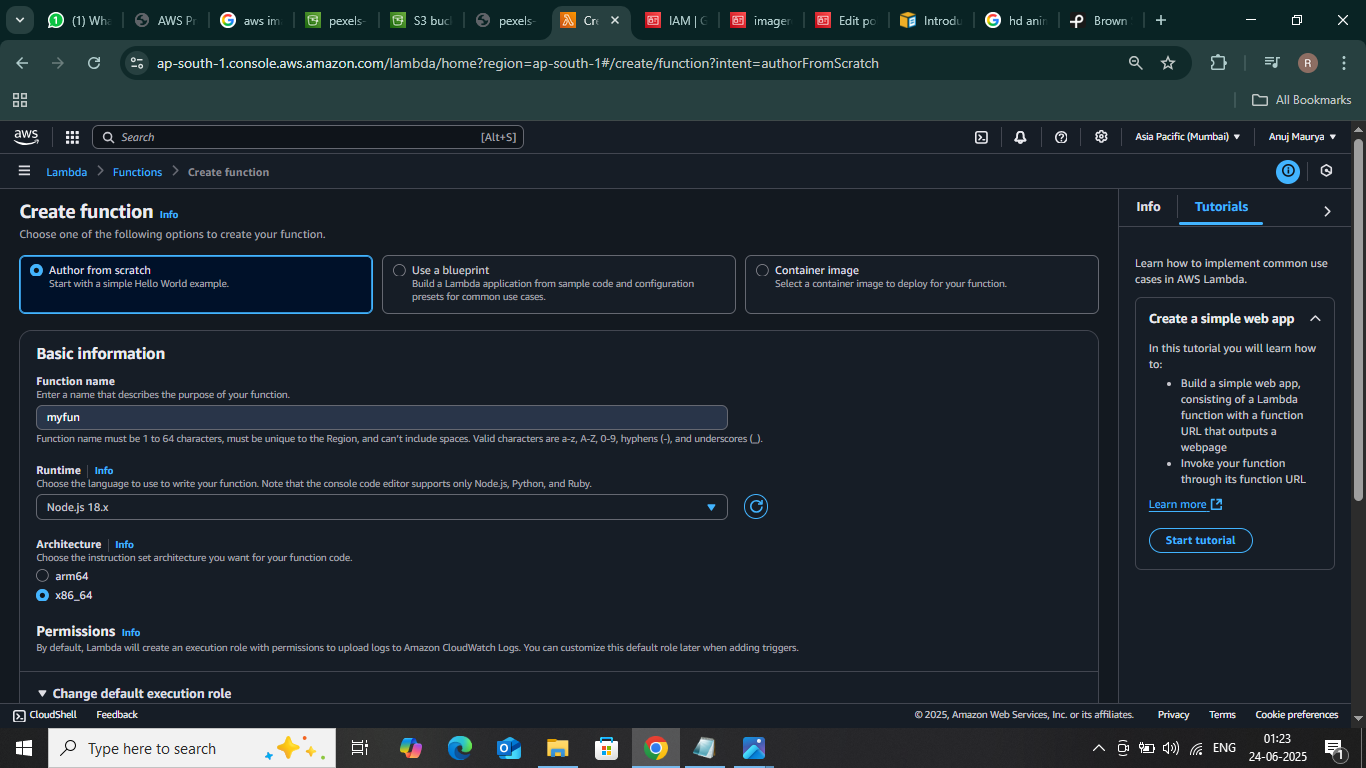 (1) Wha
AWS Pr
aws im
pexels-
S3 buc
pexels-
Cre
IAM | G
imager
Edit po
Introdu
hd anir
Brown
ap-south-1.console.aws.amazon.com/lambda/home?region=ap-south-1#/create/function?intent=authorFromScratch
R
All Bookmarks
aws
Search
[Alt+S]
Asia Pacific (Mumbai)
Anuj Maurya
Lambda
Functions
Create function
Create function Info
Choose one of the following options to create your function.
Author from scratch
Start with a simple Hello World example.
Use a blueprint
Build a Lambda application from sample code and configuration
presets for common use cases.
Container image
Select a container image to deploy for your function.
Basic information
Function name
Enter a name that describes the purpose of your function.
myfun
Function name must be 1 to 64 characters, must be unique to the Region, and can't include spaces. Valid characters are a-z, A-Z, 0-9, hyphens (-), and underscores (_).
Runtime Info
Choose the language to use to write your function. Note that the console code editor supports only Node.js, Python, and Ruby.
Node.js 18.x
Architecture Info
Choose the instruction set architecture you want for your function code.
arm64
x86_64
Permissions Info
By default, Lambda will create an execution role with permissions to upload logs to Amazon CloudWatch Logs. You can customize this default role later when adding triggers.
Change default execution role
Info
Tutorials
Learn how to implement common use
cases in AWS Lambda.
Create a simple web app
In this tutorial you will learn how
to:
Build a simple web app,
consisting of a Lambda
function with a function
URL that outputs a
webpage
Invoke your function
through its function URL
Learn more
Start tutorial
CloudShell
Feedback
© 2025, Amazon Web Services, Inc. or its affiliates.
Privacy
Terms
Cookie preferences
Type here to search
ENG
01:23
24-06-2025
1